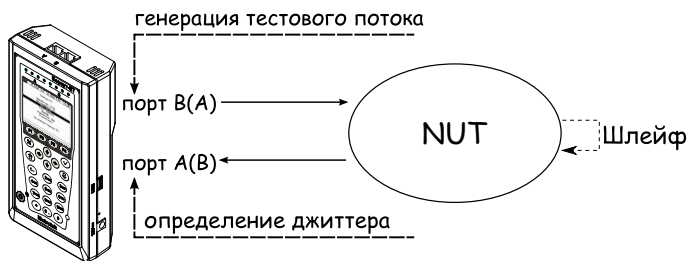 генерация тестового потока
порт B(A)
NUT
Шлейф
порт A(B)
определение джиттера